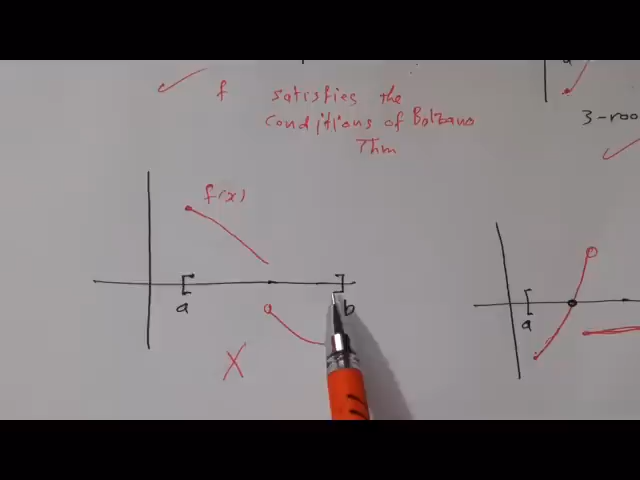 f satisfies the
conditions of Bolzano
Thm
3-roo
f(x)
a
b
a
X